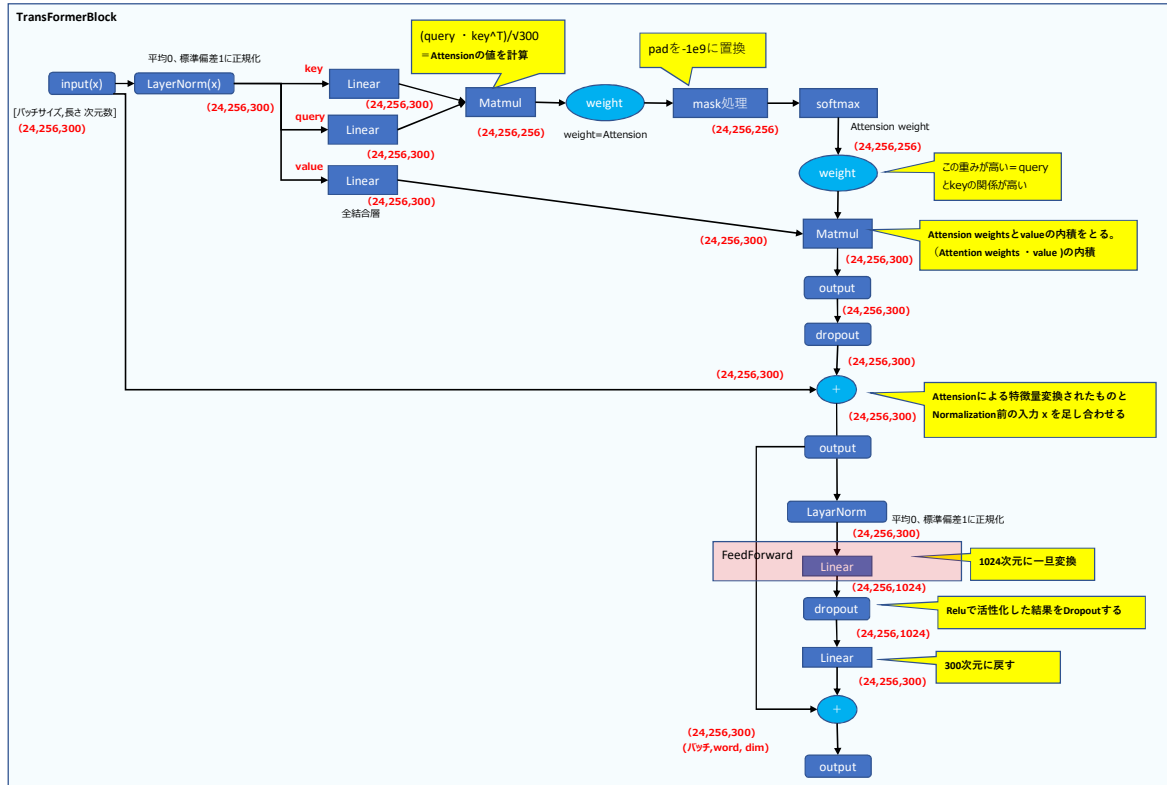 TransFormerBlock
(query ・ key^T)/√300
＝Attensionの値を計算
padを-1e9に置換
平均0、標準偏差1に正規化
input(x)
LayerNorm(x)
key
Linear
Matmul
weight
mask処理
softmax
[バッチサイズ,長さ 次元数]
(24,256,300)
(24,256,300)
(24,256,300)
query
Linear
(24,256,256)
weight=Attension
(24,256,256)
Attension weight
(24,256,256)
(24,256,300)
value
Linear
(24,256,300)
全結合層
weight
この重みが高い＝query
とkeyの関係が高い
(24,256,300)
Matmul
Attension weightsとvalueの内積をとる。
（Attention weights ・ value )の内積
(24,256,300)
output
(24,256,300)
dropout
(24,256,300)
(24,256,300)
+
Attensionによる特徴量変換されたものと
Normalization前の入力 x を足し合わせる
(24,256,300)
output
LayarNorm
平均0、標準偏差1に正規化
(24,256,300)
FeedForward
Linear
1024次元に一旦変換
(24,256,1024)
dropout
Reluで活性化した結果をDropoutする
(24,256,1024)
Linear
300次元に戻す
(24,256,300)
+
(24,256,300)
(バッチ,word, dim)
output